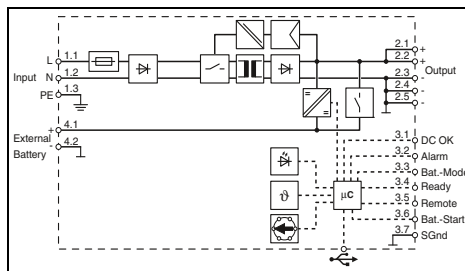 L 1.1
Input N 1.2
PE 1.3
+ 4.1
External
Battery - 4.2
2.1 +
2.2 +
2.3 -
2.4 -
2.5 -
Output
= =
ϑ
µC
3.1 DC OK
3.2 Alarm
3.3 Bat.-Mode
3.4 Ready
3.5 Remote
3.6 Bat.-Start
3.7 SGnd